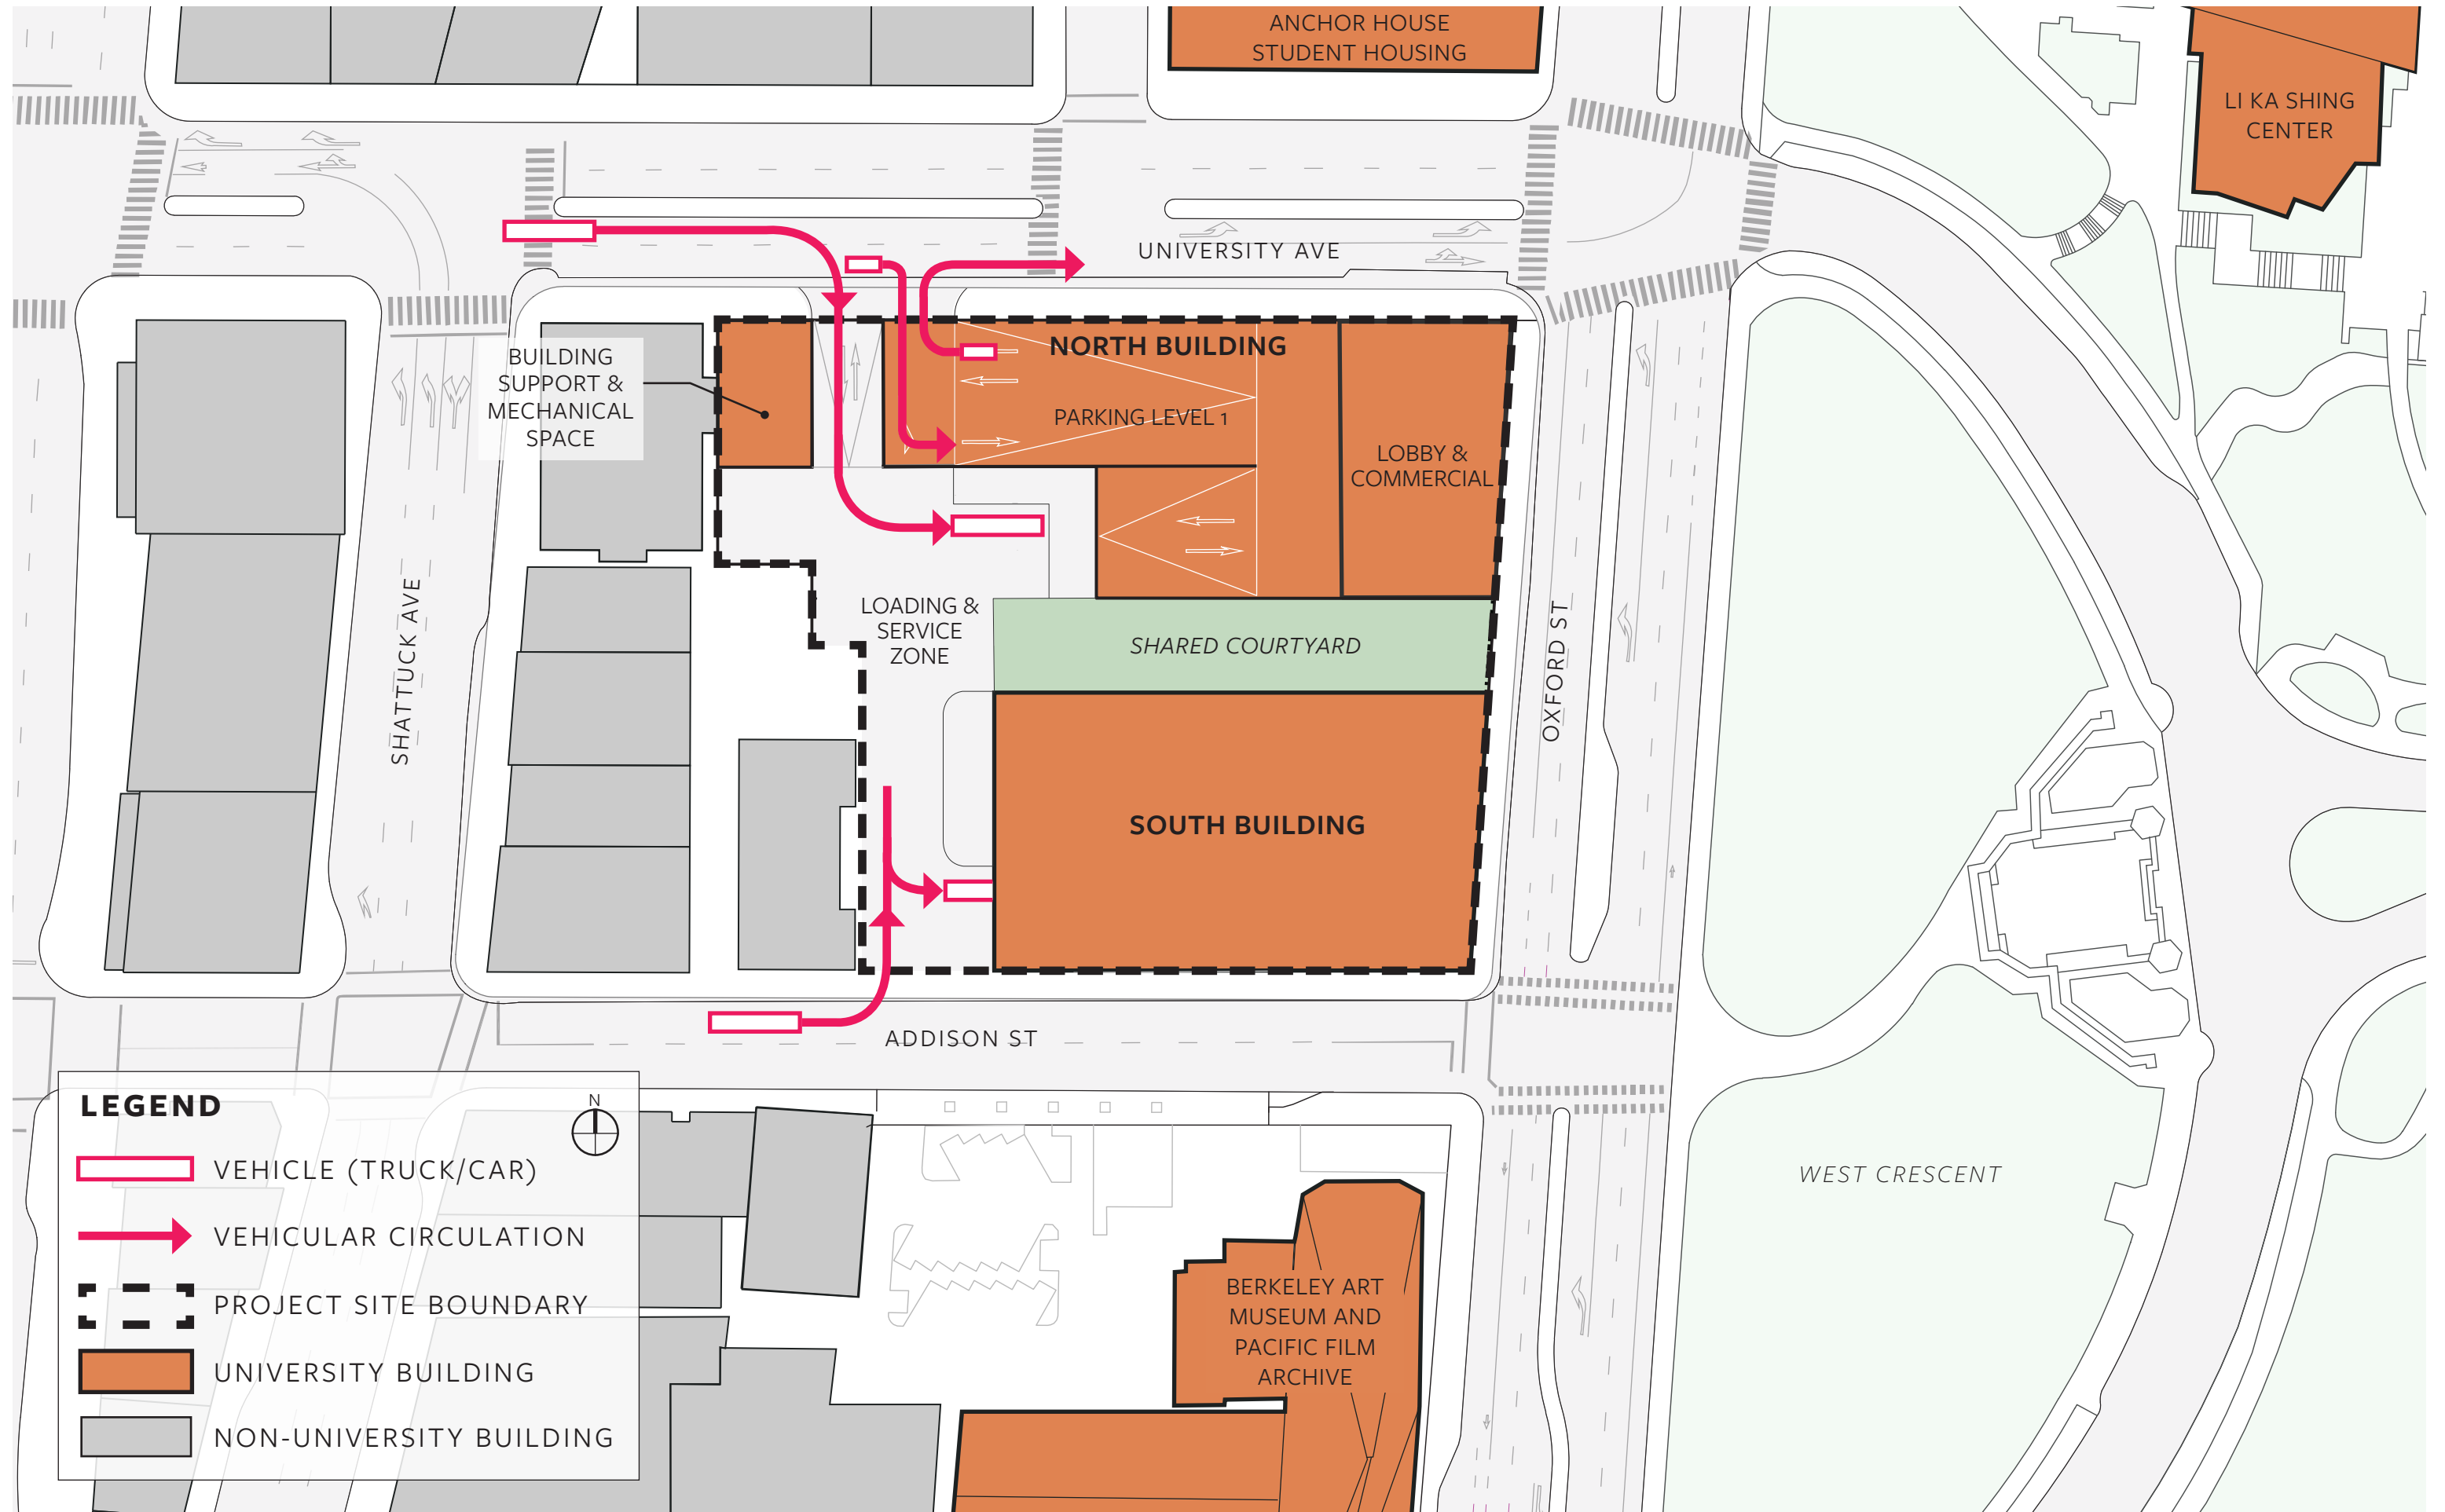 ANCHOR HOUSE
STUDENT HOUSING
LI KA SHING
CENTER
UNIVERSITY AVE
BUILDING
SUPPORT &
MECHANICAL
SPACE
NORTH BUILDING
PARKING LEVEL 1
LOBBY &
COMMERCIAL
SHATTUCK AVE
LOADING &
SERVICE
ZONE
SHARED COURTYARD
OXFORD ST
SOUTH BUILDING
ADDISON ST
WEST CRESCENT
BERKELEY ART
MUSEUM AND
PACIFIC FILM
ARCHIVE
LEGEND
N
VEHICLE (TRUCK/CAR)
VEHICULAR CIRCULATION
PROJECT SITE BOUNDARY
UNIVERSITY BUILDING
NON-UNIVERSITY BUILDING